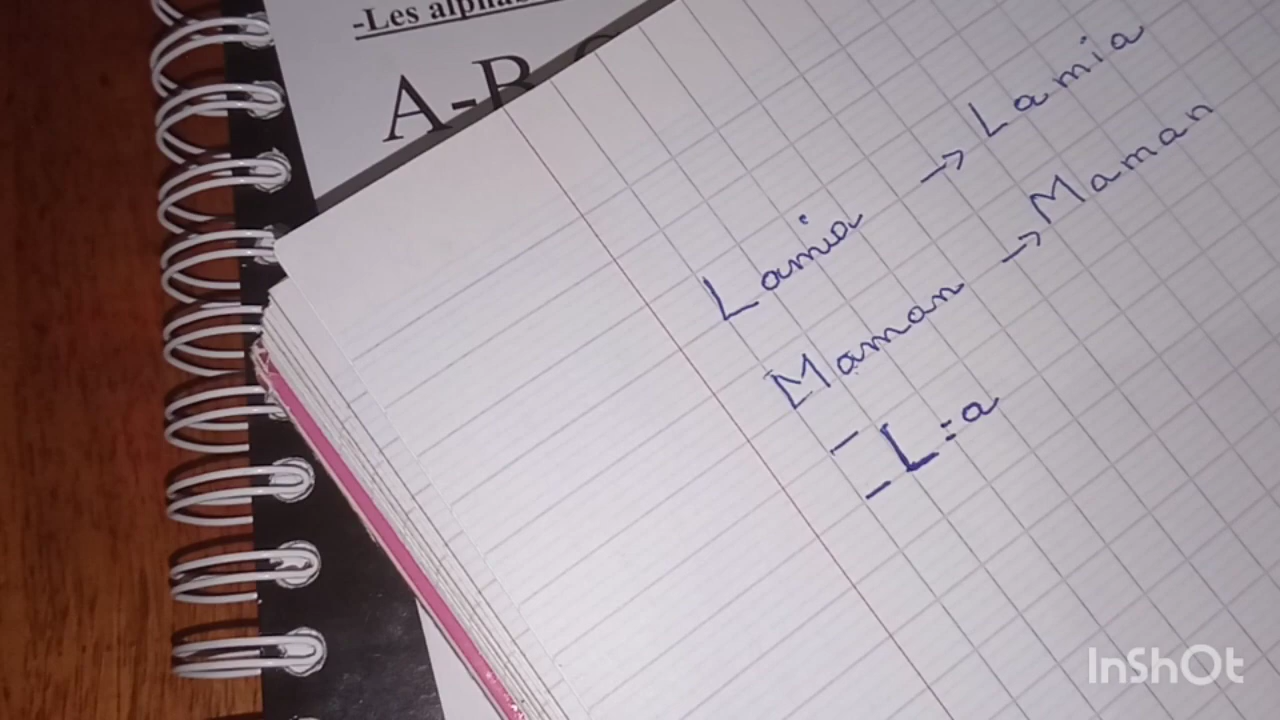 -Les alphab
A-B
Lamia → Lamia
Maman → Maman
-
- L = a
InShOt